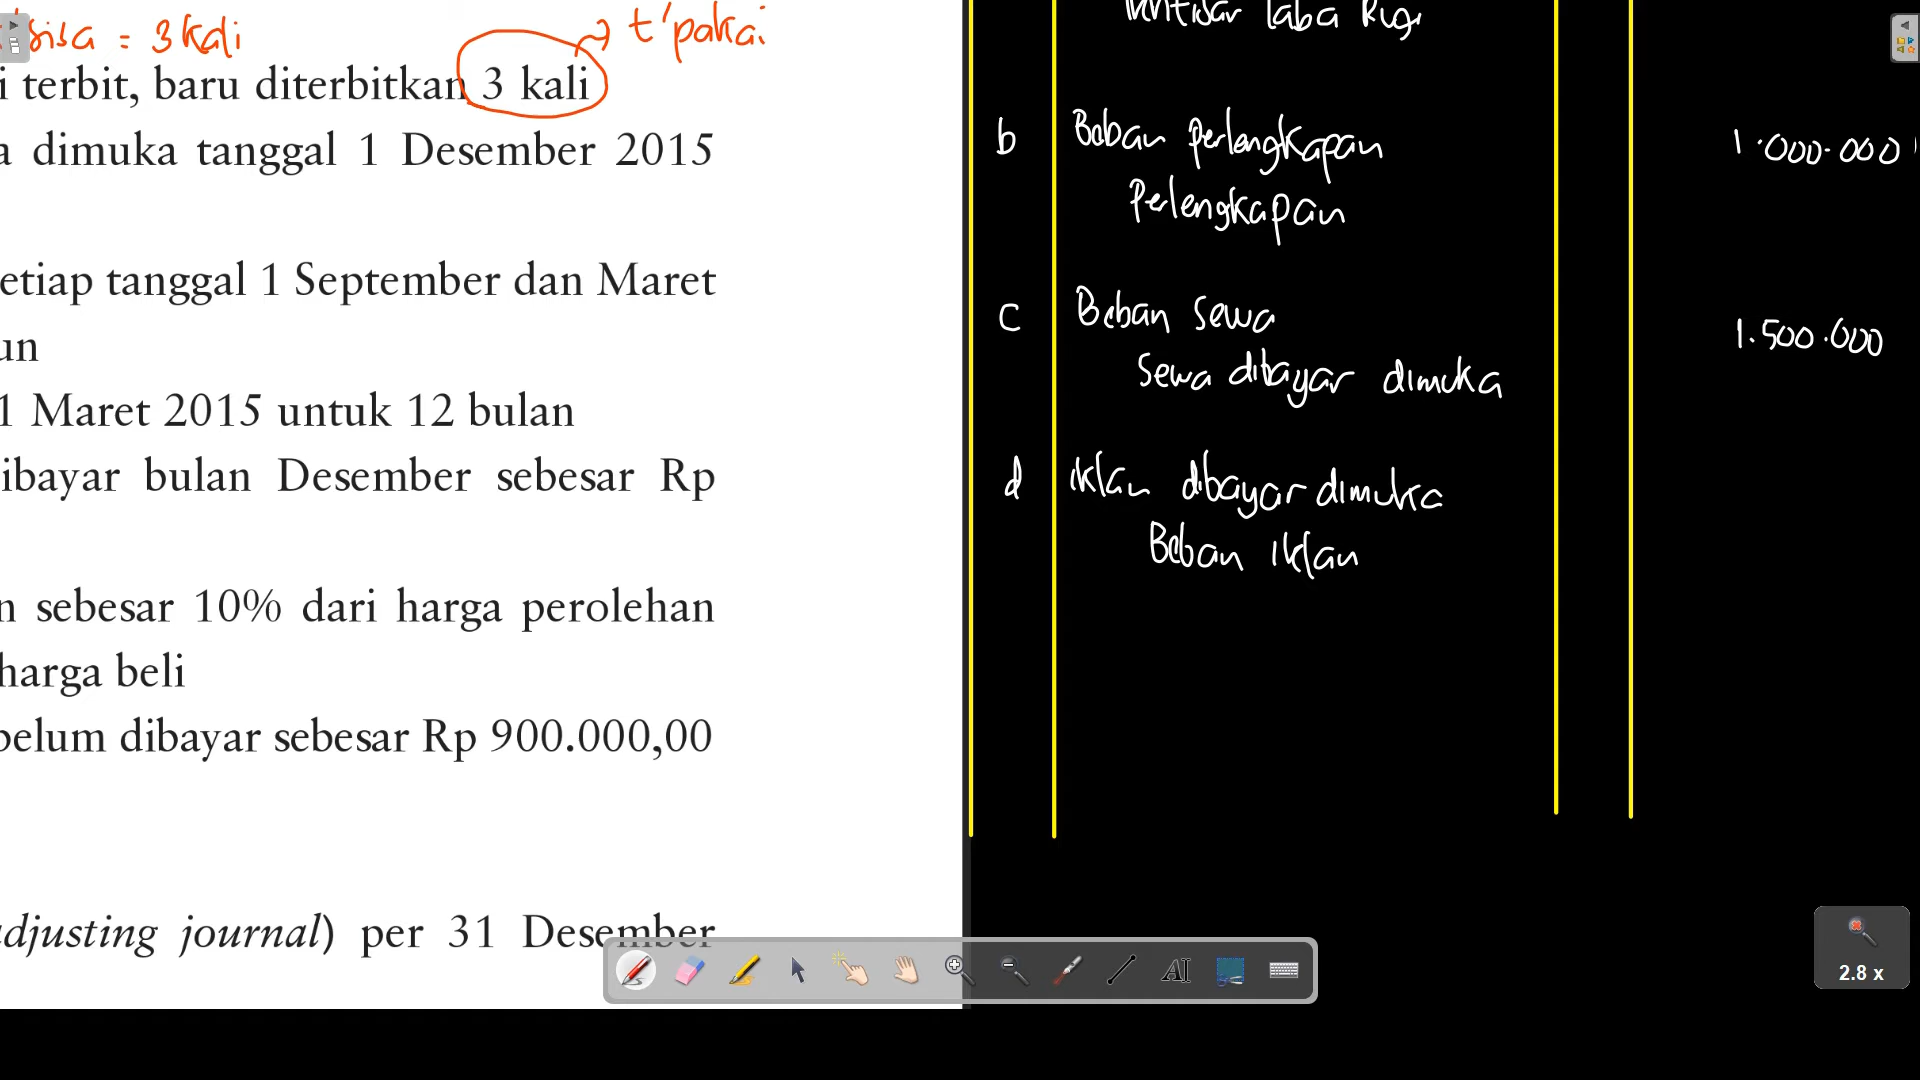 sisa = 3 kali
t'pakai
i terbit, baru diterbitkan 3 kali
a dimuka tanggal 1 Desember 2015
etiap tanggal 1 September dan Maret
un
1 Maret 2015 untuk 12 bulan
ibayar bulan Desember sebesar Rp
n sebesar 10% dari harga perolehan
harga beli
belum dibayar sebesar Rp 900.000,00
adjusting journal) per 31 Desember
Ikhtisar Laba Rugi
b Beban perlengkapan 1.000.000
Perlengkapan
c Beban sewa 1.500.000
Sewa dibayar dimuka
d iklan dibayar dimuka
Beban iklan
AI
2.8 x